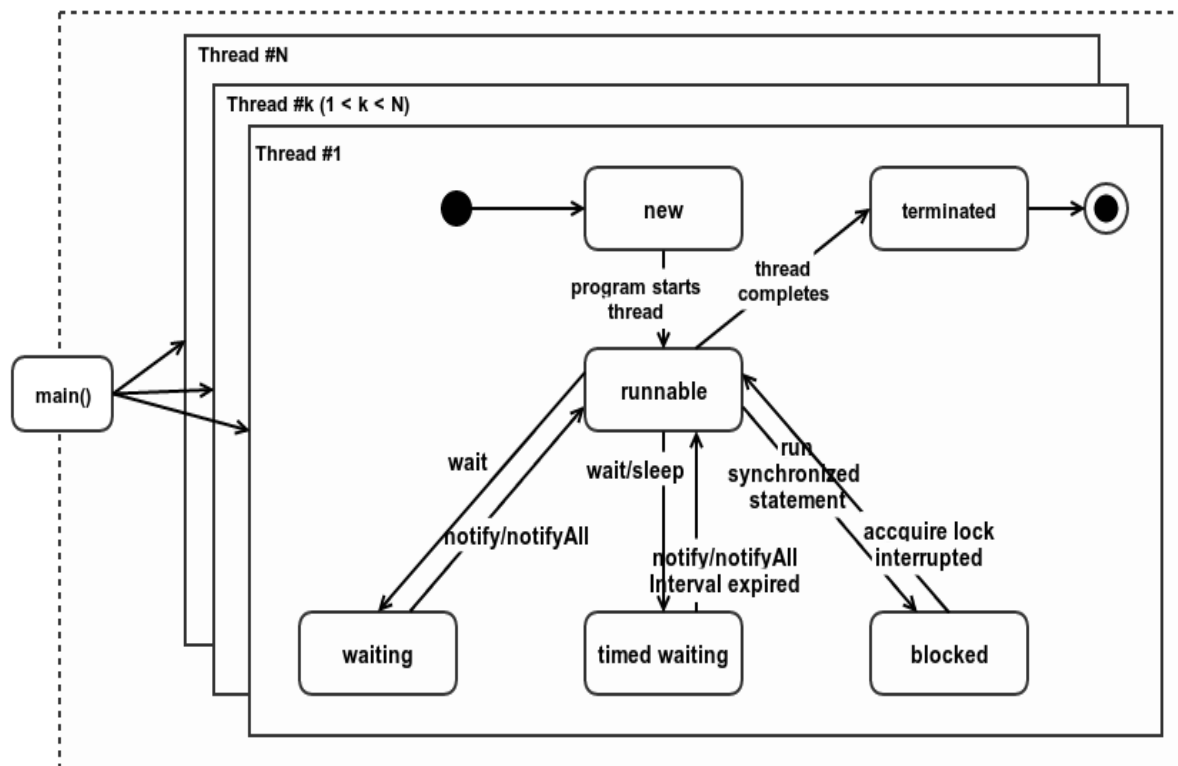 Thread #N
Thread #k (1 < k < N)
Thread #1
new
terminated
program starts
thread
thread
completes
main()
runnable
wait
wait/sleep
run
synchronized
statement
notify/notifyAll
notify/notifyAll
Interval expired
accquire lock
interrupted
waiting
timed waiting
blocked